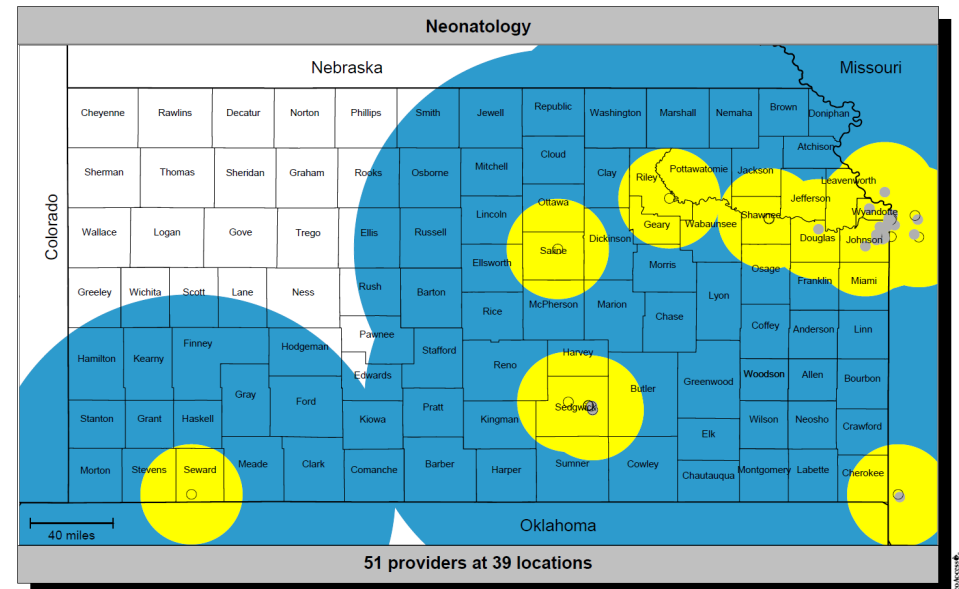 Neonatology
Nebraska
Missouri
Cheyenne
Rawlins
Decatur
Norton
Phillips
Smith
Jewell
Republic
Washington
Marshall
Nemaha
Brown
Doniphan
Atchison
Sherman
Thomas
Sheridan
Graham
Rooks
Osborne
Mitchell
Cloud
Clay
Riley
Pottawatomie
Jackson
Leavenworth
Jefferson
Ottawa
Lincoln
Wyandotte
Shawnee
Colorado
Wallace
Logan
Gove
Trego
Ellis
Russell
Saline
Dickinson
Geary
Wabaunsee
Douglas
Johnson
Ellsworth
Morris
Osage
Franklin
Miami
Greeley
Wichita
Scott
Lane
Ness
Rush
Barton
Rice
McPherson
Marion
Chase
Lyon
Coffey
Anderson
Linn
Hamilton
Kearny
Finney
Hodgeman
Pawnee
Stafford
Edwards
Reno
Harvey
Butler
Greenwood
Woodson
Allen
Bourbon
Gray
Ford
Stanton
Grant
Haskell
Kiowa
Pratt
Kingman
Sedgwick
Elk
Wilson
Neosho
Crawford
Morton
Stevens
Seward
Meade
Clark
Comanche
Barber
Harper
Sumner
Cowley
Chautauqua
Montgomery
Labette
Cherokee
40 miles
Oklahoma
51 providers at 39 locations